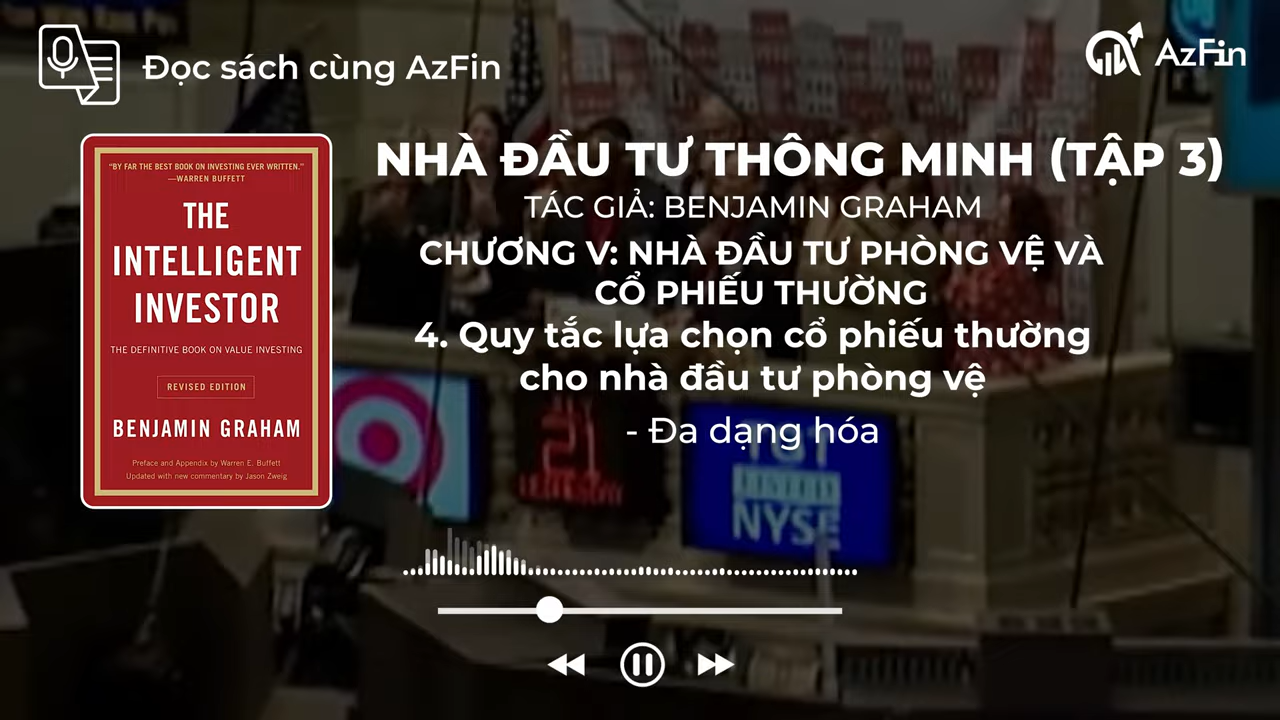 Đọc sách cùng AzFin
AzFin
"BY FAR THE BEST BOOK ON INVESTING EVER WRITTEN."
—WARREN BUFFETT
THE
INTELLIGENT
INVESTOR
THE DEFINITIVE BOOK ON VALUE INVESTING
REVISED EDITION
BENJAMIN GRAHAM
Preface and Appendix by Warren E. Buffett
Updated with new commentary by Jason Zweig
NHÀ ĐẦU TƯ THÔNG MINH (TẬP 3)
TÁC GIẢ: BENJAMIN GRAHAM
CHƯƠNG V: NHÀ ĐẦU TƯ PHÒNG VỆ VÀ
CỔ PHIẾU THƯỜNG
4. Quy tắc lựa chọn cổ phiếu thường
cho nhà đầu tư phòng vệ
- Đa dạng hóa
TGT
LISTED
NYSE